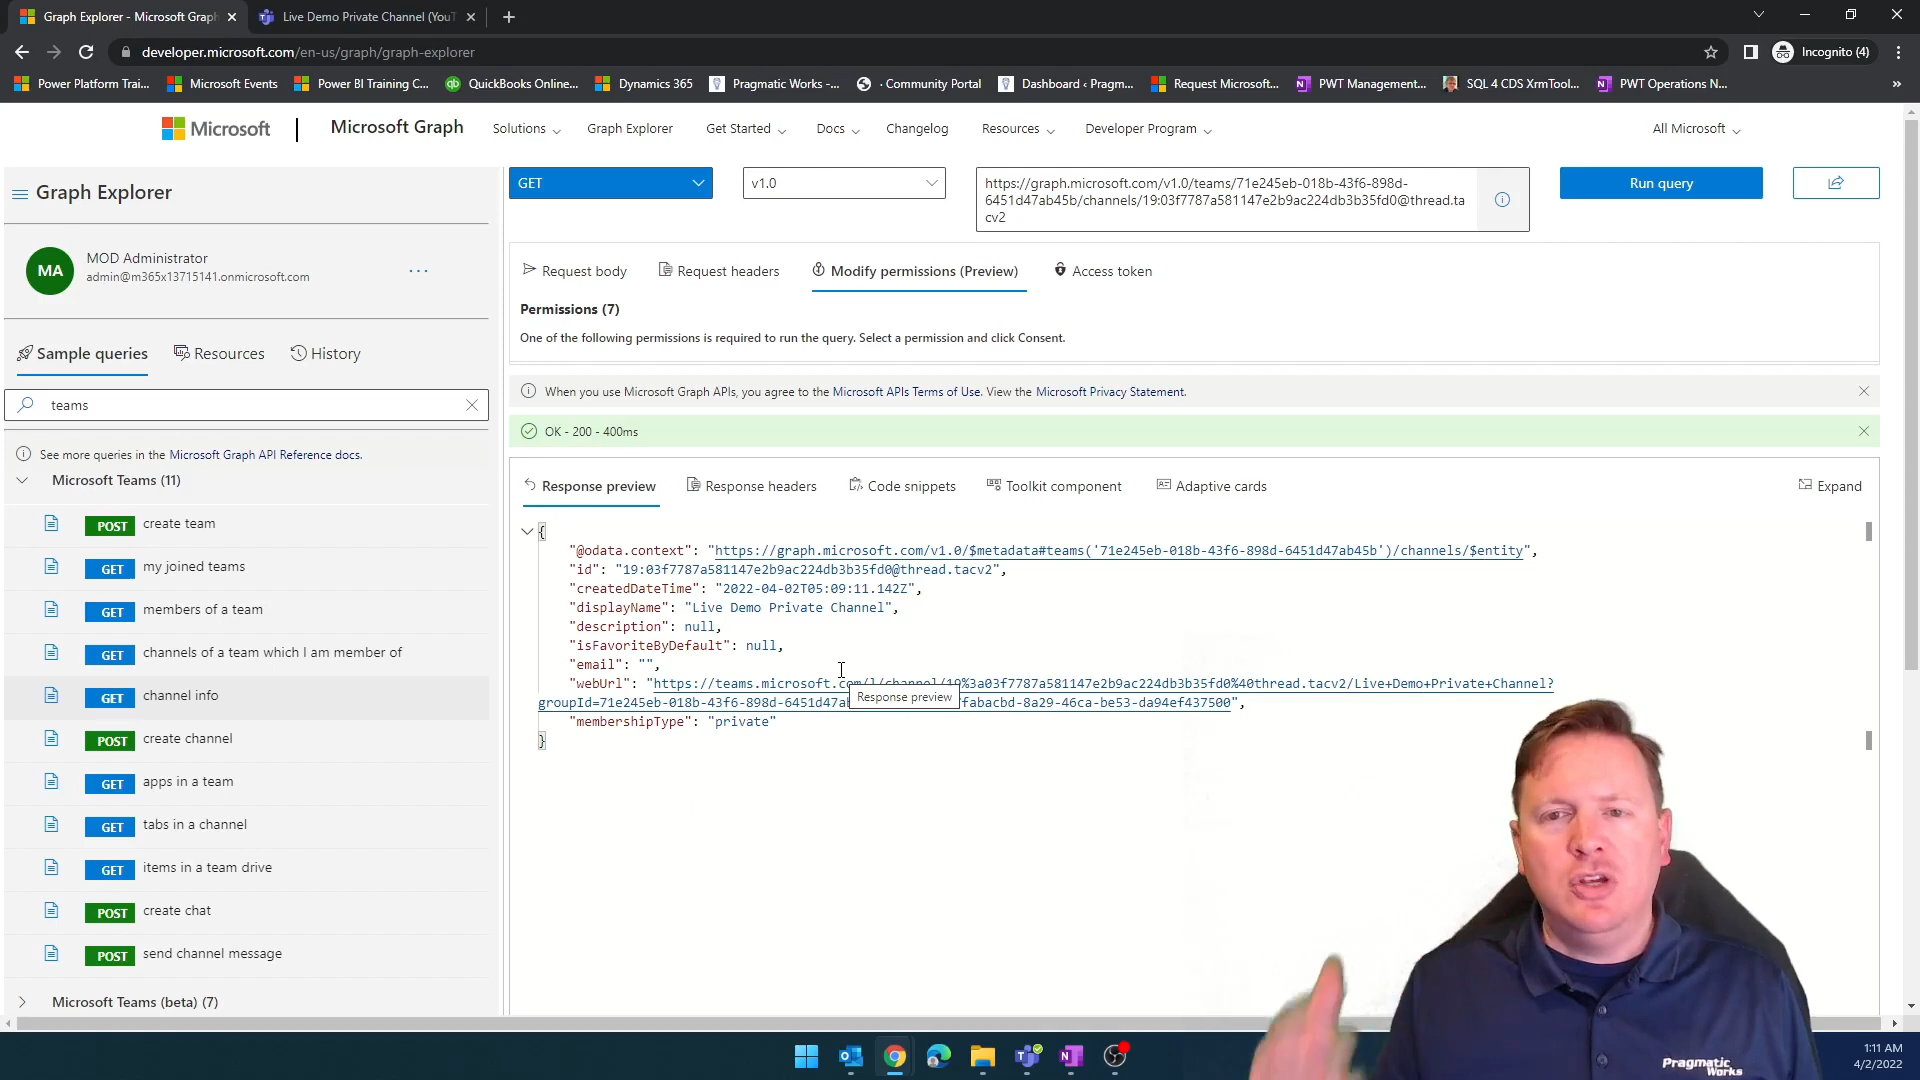 Graph Explorer - Microsoft Graph
Live Demo Private Channel (YouT
developer.microsoft.com/en-us/graph/graph-explorer
Incognito (4)
Power Platform Trai...
Microsoft Events
Power BI Training C...
QuickBooks Online...
Dynamics 365
Pragmatic Works -...
· Community Portal
Dashboard ‹ Pragm...
Request Microsoft...
PWT Management...
SQL 4 CDS XrmTool...
PWT Operations N...
Microsoft
Microsoft Graph
Solutions
Graph Explorer
Get Started
Docs
Changelog
Resources
Developer Program
All Microsoft
Graph Explorer
GET
v1.0
https://graph.microsoft.com/v1.0/teams/71e245eb-018b-43f6-898d-
6451d47ab45b/channels/19:03f7787a581147e2b9ac224db3b35fd0@thread.ta
cv2
Run query
MA
MOD Administrator
admin@m365x13715141.onmicrosoft.com
...
Request body
Request headers
Modify permissions (Preview)
Access token
Permissions (7)
One of the following permissions is required to run the query. Select a permission and click Consent.
Sample queries
Resources
History
teams
When you use Microsoft Graph APIs, you agree to the Microsoft APIs Terms of Use. View the Microsoft Privacy Statement.
OK - 200 - 400ms
See more queries in the Microsoft Graph API Reference docs.
Microsoft Teams (11)
POST create team
GET my joined teams
GET members of a team
GET channels of a team which I am member of
GET channel info
POST create channel
GET apps in a team
GET tabs in a channel
GET items in a team drive
POST create chat
POST send channel message
Microsoft Teams (beta) (7)
Response preview
Response headers
Code snippets
Toolkit component
Adaptive cards
Expand
{
"@odata.context": "https://graph.microsoft.com/v1.0/$metadata#teams('71e245eb-018b-43f6-898d-6451d47ab45b')/channels/$entity",
"id": "19:03f7787a581147e2b9ac224db3b35fd0@thread.tacv2",
"createdDateTime": "2022-04-02T05:09:11.142Z",
"displayName": "Live Demo Private Channel",
"description": null,
"isFavoriteByDefault": null,
"email": "",
"webUrl": "https://teams.microsoft.com/l/channel/19%3a03f7787a581147e2b9ac224db3b35fd0%40thread.tacv2/Live+Demo+Private+Channel?
groupId=71e245eb-018b-43f6-898d-6451d47a fabacbd-8a29-46ca-be53-da94ef437500",
Response preview
"membershipType": "private"
}
Pragmatic
Works
1:11 AM
4/2/2022